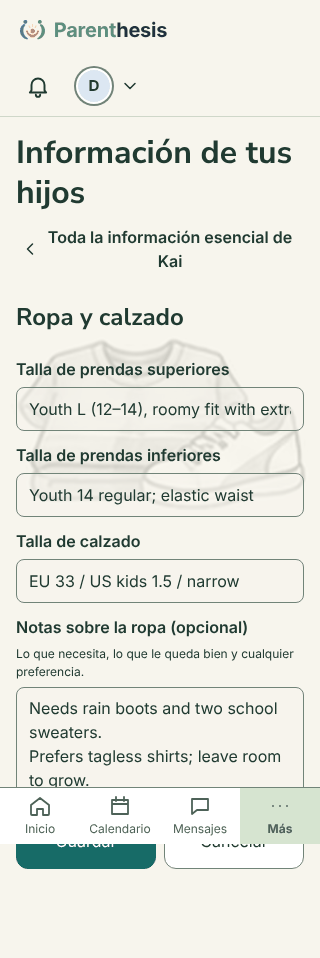 Parenthesis
D
Información de tus
hijos
Toda la información esencial de
Kai
Ropa y calzado
Talla de prendas superiores
Youth L (12–14), roomy fit with extr
Talla de prendas inferiores
Youth 14 regular; elastic waist
Talla de calzado
EU 33 / US kids 1.5 / narrow
Notas sobre la ropa (opcional)
Lo que necesita, lo que le queda bien y cualquier
preferencia.
Needs rain boots and two school
sweaters.
Prefers tagless shirts; leave room
to grow.
Inicio
Calendario
Mensajes
Más